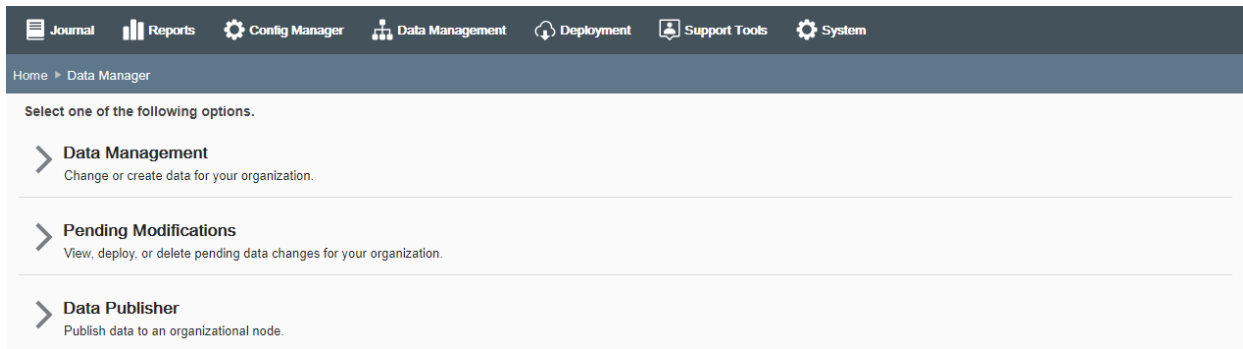 Journal Reports Config Manager Data Management Deployment Support Tools System
Home Data Manager
Select one of the following options.
Data Management
Change or create data for your organization.
Pending Modifications
View, deploy, or delete pending data changes for your organization.
Data Publisher
Publish data to an organizational node.